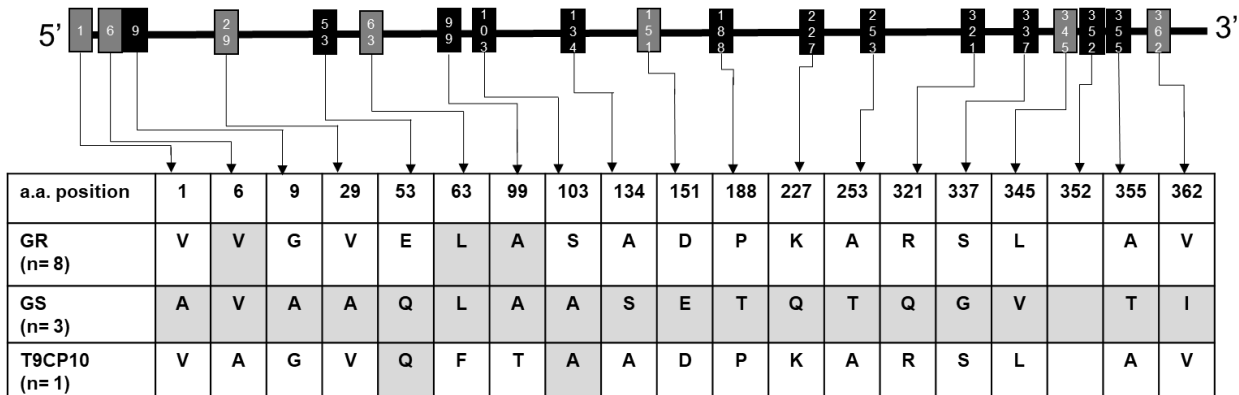 5’ 1 6 9 29 53 63 99 103 134 151 188 227 253 321 337 345 352 355 362 3’
a.a. position 1 6 9 29 53 63 99 103 134 151 188 227 253 321 337 345 352 355 362
GR V V G V E L A S A D P K A R S L A V
(n= 8)
GS A V A A Q L A A S E T Q T Q G V T I
(n= 3)
T9CP10 V A G V Q F T A A D P K A R S L A V
(n= 1)